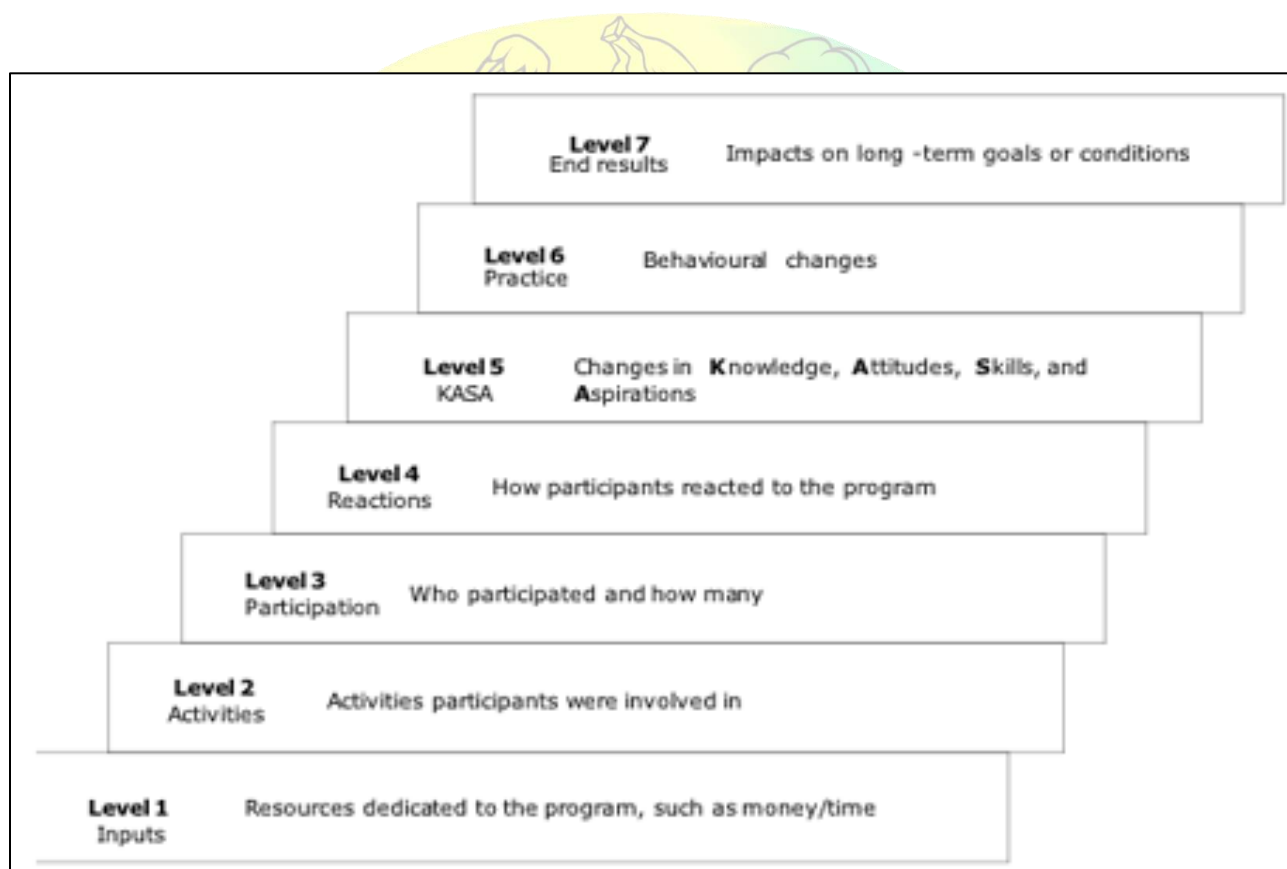 Level 7
End results
Impacts on long -term goals or conditions
Level 6
Practice
Behavioural changes
Level 5
KASA
Changes in Knowledge, Attitudes, Skills, and
Aspirations
Level 4
Reactions
How participants reacted to the program
Level 3
Participation
Who participated and how many
Level 2
Activities
Activities participants were involved in
Level 1
Inputs
Resources dedicated to the program, such as money/time